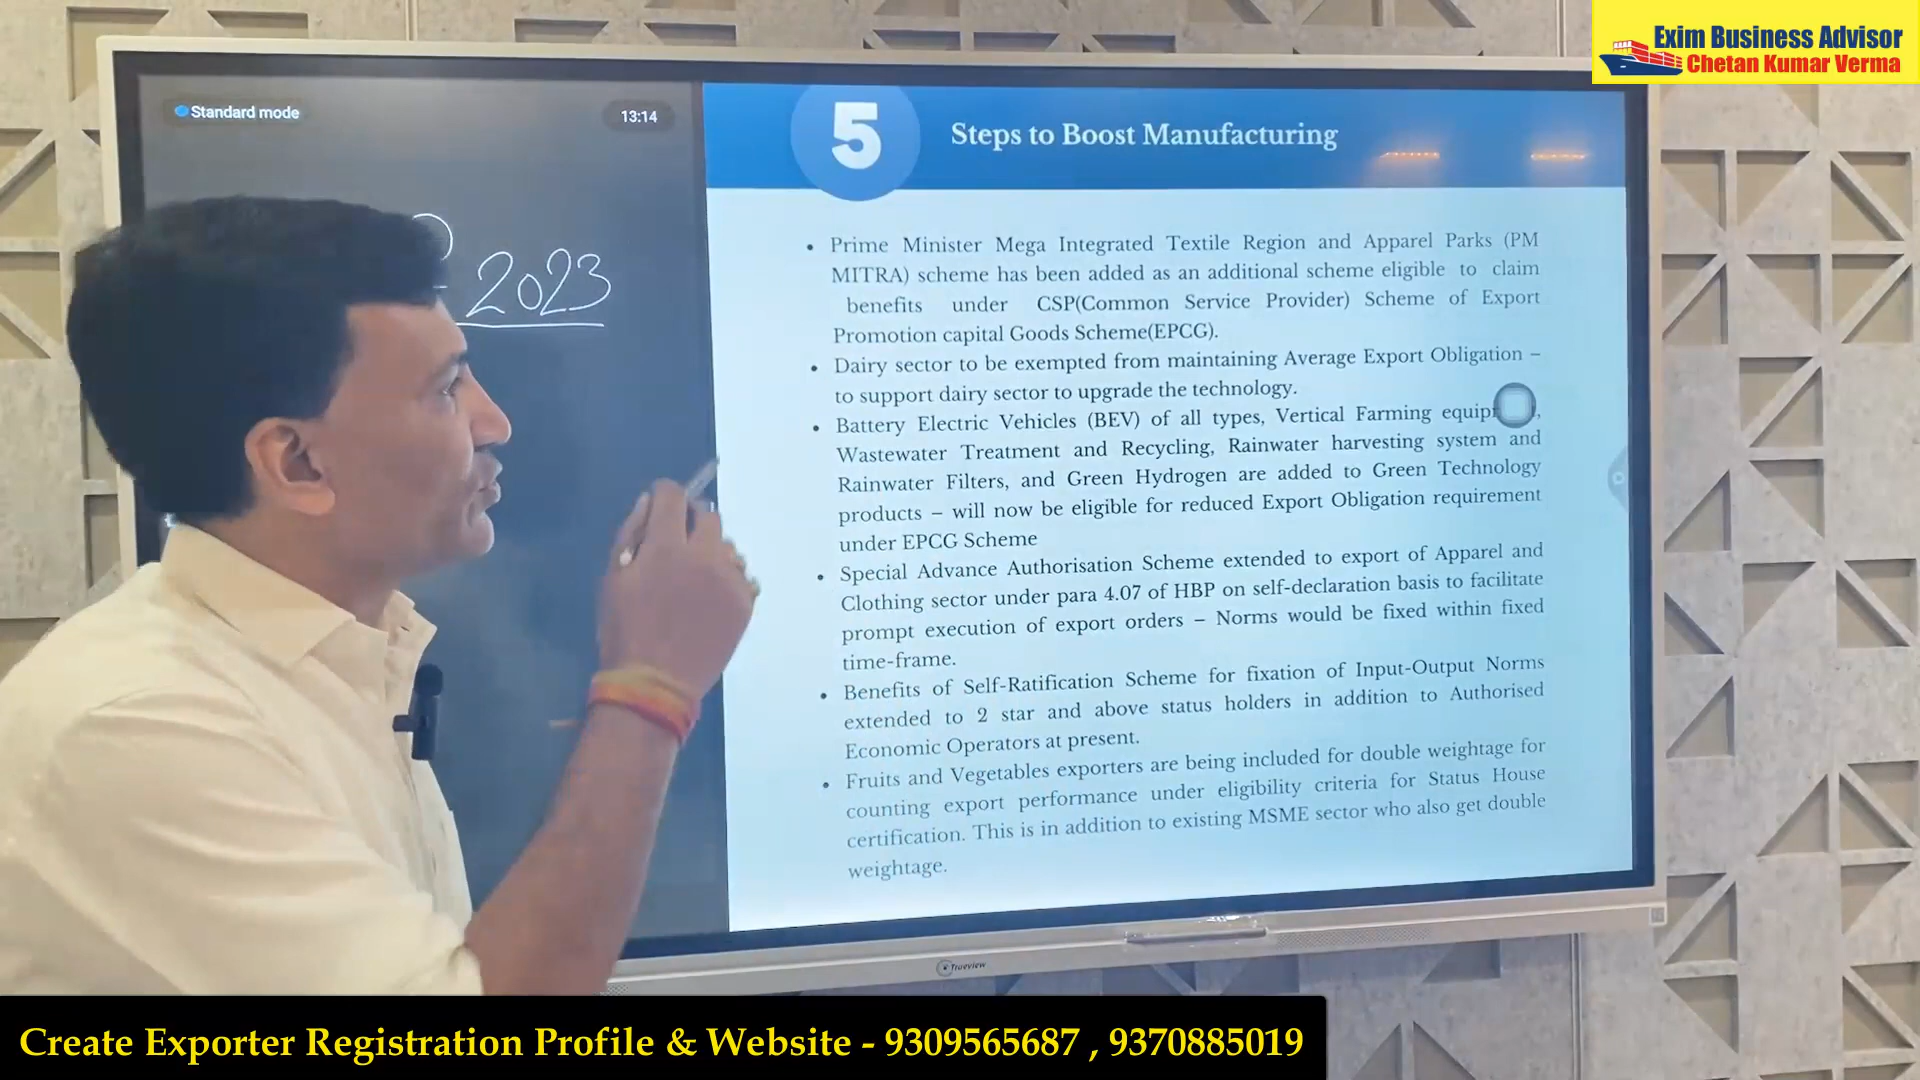 Exim Business Advisor
Chetan Kumar Verma
Standard mode
13:14
2023
5
Steps to Boost Manufacturing
• Prime Minister Mega Integrated Textile Region and Apparel Parks (PM
MITRA) scheme has been added as an additional scheme eligible to claim
benefits under CSP(Common Service Provider) Scheme of Export
Promotion capital Goods Scheme(EPCG).
• Dairy sector to be exempted from maintaining Average Export Obligation –
to support dairy sector to upgrade the technology.
• Battery Electric Vehicles (BEV) of all types, Vertical Farming
Wastewater Treatment and Recycling, Rainwater harvesting system and
Rainwater Filters, and Green Hydrogen are added to Green Technology
products – will now be eligible for reduced Export Obligation requirement
under EPCG Scheme
• Special Advance Authorisation Scheme extended to export of Apparel and
Clothing sector under para 4.07 of HBP on self-declaration basis to facilitate
prompt execution of export orders – Norms would be fixed within fixed
time-frame.
• Benefits of Self-Ratification Scheme for fixation of Input-Output Norms
extended to 2 star and above status holders in addition to Authorised
Economic Operators at present.
• Fruits and Vegetables exporters are being included for double weightage for
counting export performance under eligibility criteria for Status House
certification. This is in addition to existing MSME sector who also get double
weightage.
Trueview
Create Exporter Registration Profile & Website - 9309565687 , 9370885019